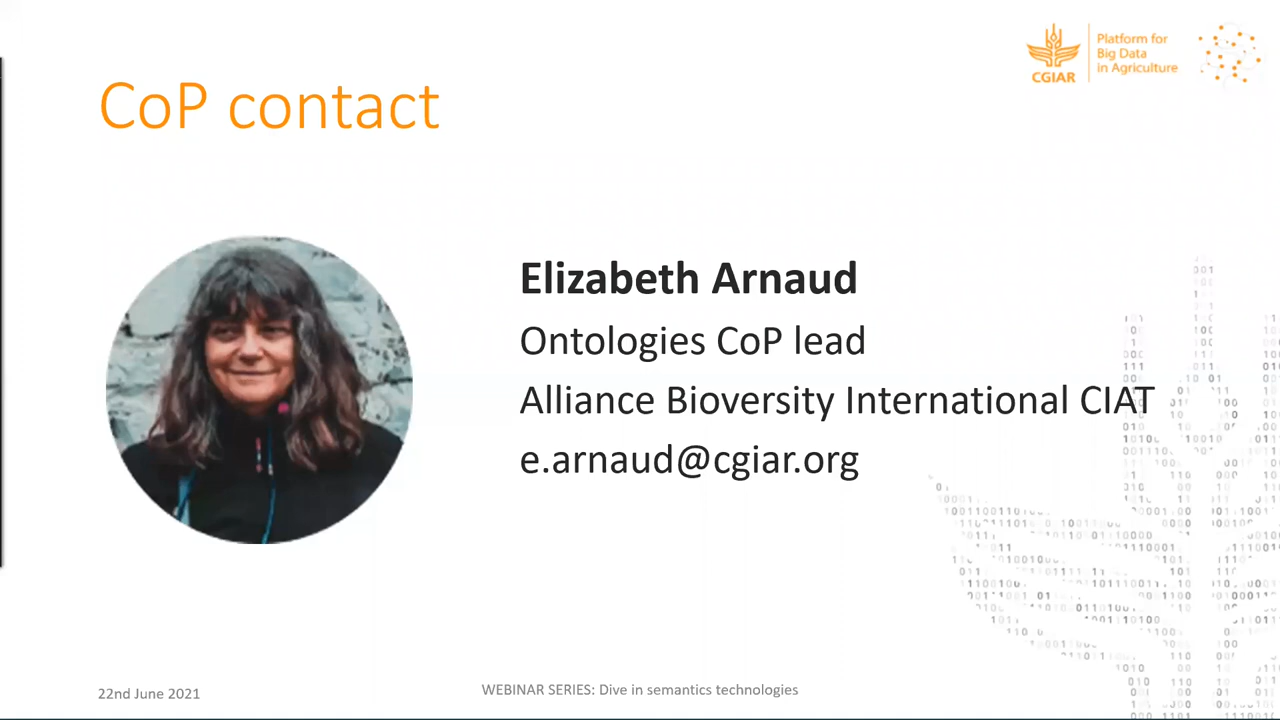 CoP contact
CGIAR
Platform for
Big Data
in Agriculture
Elizabeth Arnaud
Ontologies CoP lead
Alliance Bioversity International CIAT
e.arnaud@cgiar.org
22nd June 2021
WEBINAR SERIES: Dive in semantics technologies